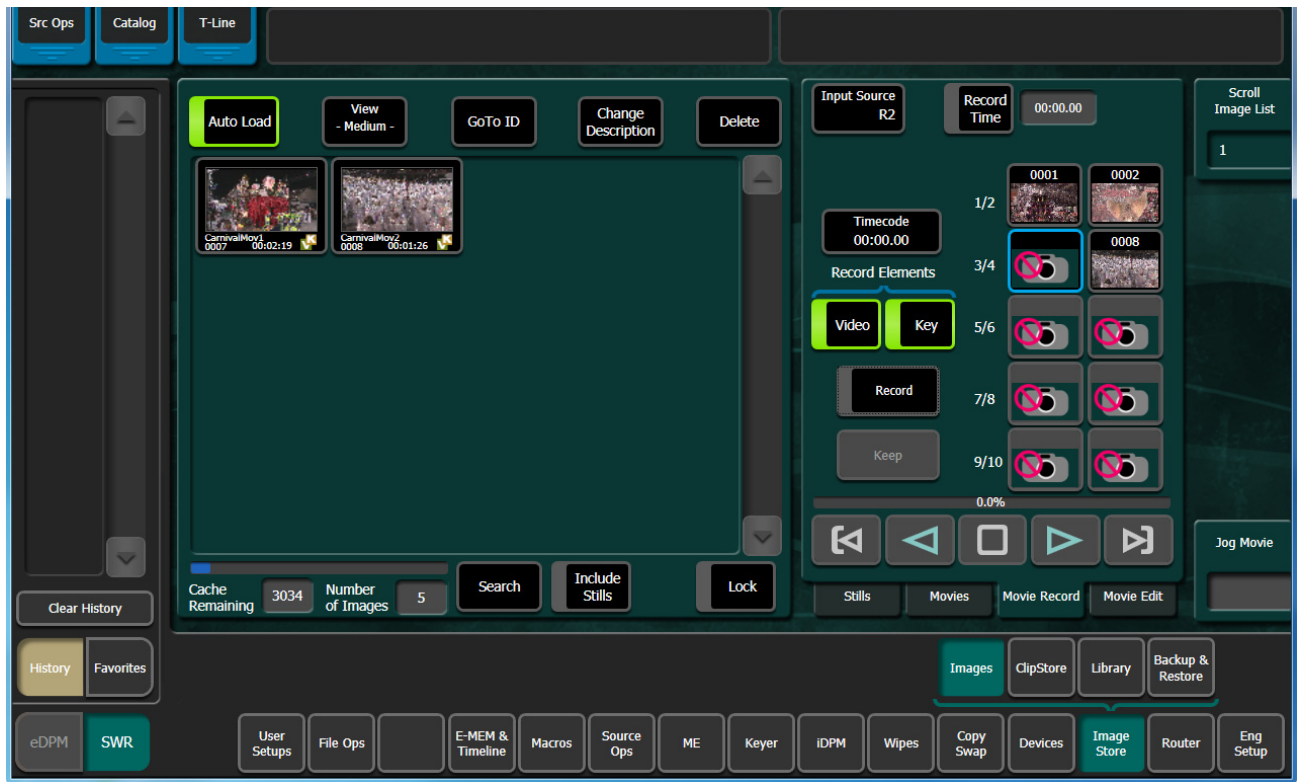 Src Ops
Catalog
T-Line
Auto Load
View
- Medium -
GoTo ID
Change
Description
Delete
CarnivalMov1
0007 00:02:19
CarnivalMov2
0008 00:01:26
Cache
Remaining
3034
Number
of Images
5
Search
Include
Stills
Lock
Input Source
R2
Record
Time
00:00.00
Timecode
00:00.00
Record Elements
Video
Key
Record
Keep
1/2
0001
0002
3/4
0008
5/6
7/8
9/10
0.0%
Stills
Movies
Movie Record
Movie Edit
Scroll
Image List
1
Jog Movie
Clear History
History
Favorites
Images
ClipStore
Library
Backup &
Restore
eDPM
SWR
User
Setups
File Ops
E-MEM &
Timeline
Macros
Source
Ops
ME
Keyer
iDPM
Wipes
Copy
Swap
Devices
Image
Store
Router
Eng
Setup